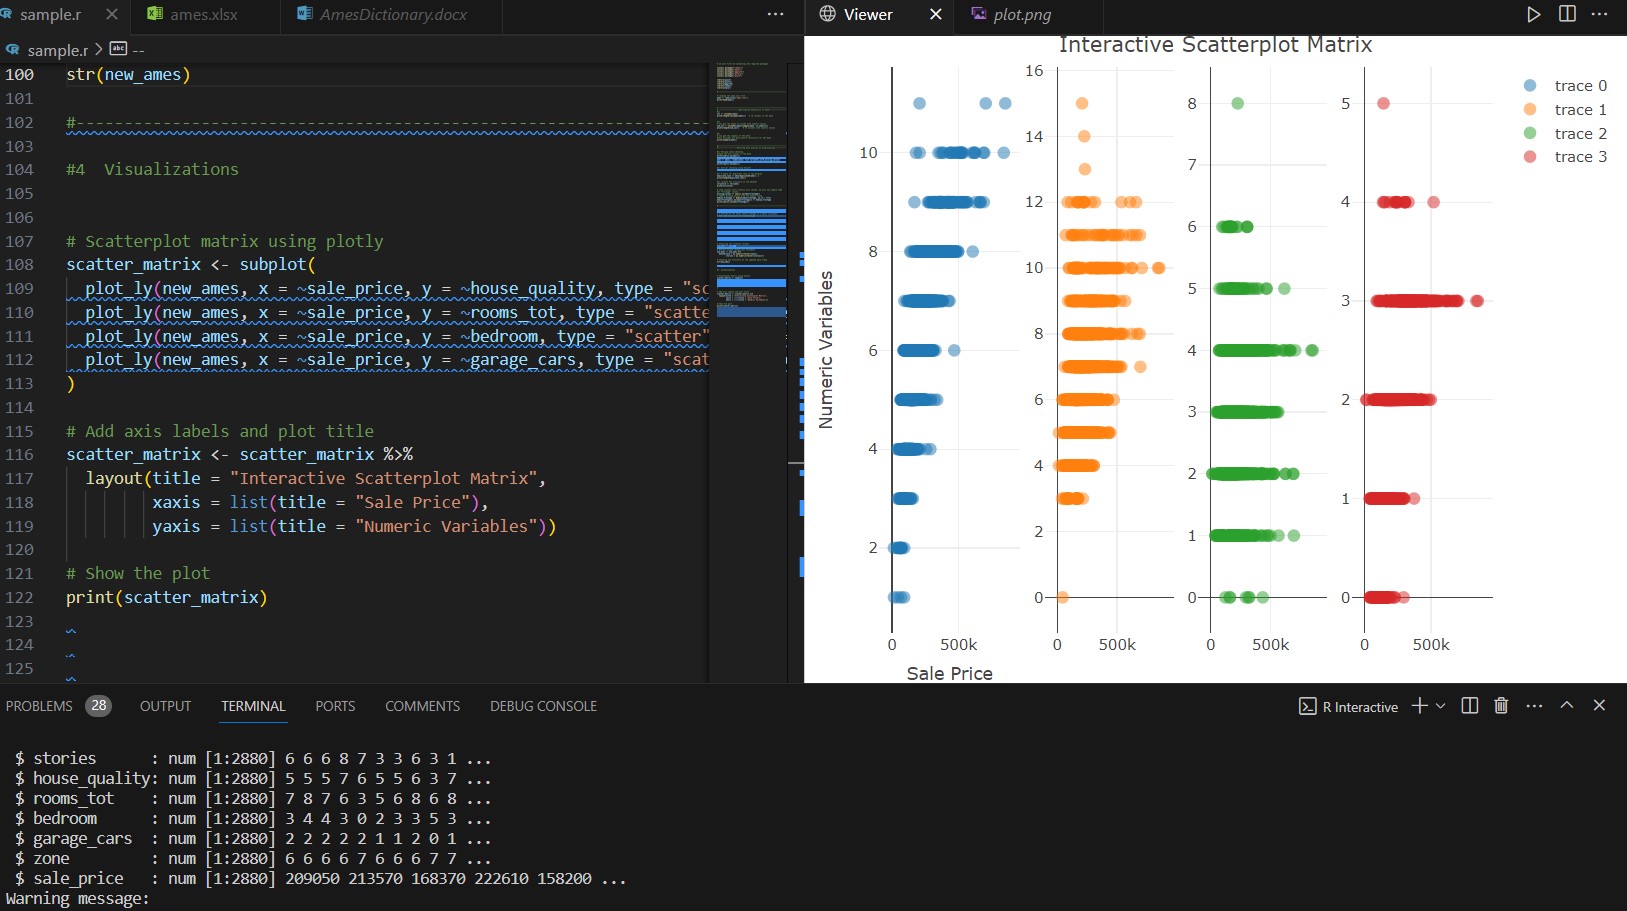 sample.r
ames.xlsx
AmesDictionary.docx
sample.r > abc --
100 str(new_ames)
101
102 #------------------------------------------------------------------
103
104 #4  Visualizations
105
106
107 # Scatterplot matrix using plotly
108 scatter_matrix <- subplot(
109   plot_ly(new_ames, x = ~sale_price, y = ~house_quality, type = "sc
110   plot_ly(new_ames, x = ~sale_price, y = ~rooms_tot, type = "scatte
111   plot_ly(new_ames, x = ~sale_price, y = ~bedroom, type = "scatter"
112   plot_ly(new_ames, x = ~sale_price, y = ~garage_cars, type = "scat
113 )
114
115 # Add axis labels and plot title
116 scatter_matrix <- scatter_matrix %>%
117   layout(title = "Interactive Scatterplot Matrix",
118          xaxis = list(title = "Sale Price"),
119          yaxis = list(title = "Numeric Variables"))
120
121 # Show the plot
122 print(scatter_matrix)
123
124
125
Viewer
plot.png
Interactive Scatterplot Matrix
Numeric Variables
10
8
6
4
2
0 500k
Sale Price
16
14
12
10
8
6
4
2
0
0 500k
8
7
6
5
4
3
2
1
0
0 500k
5
4
3
2
1
0
0 500k
trace 0
trace 1
trace 2
trace 3
PROBLEMS 28 OUTPUT TERMINAL PORTS COMMENTS DEBUG CONSOLE
R Interactive
$ stories      : num [1:2880] 6 6 6 8 7 3 3 6 3 1 ...
$ house_quality: num [1:2880] 5 5 5 7 6 5 5 6 3 7 ...
$ rooms_tot    : num [1:2880] 7 8 7 6 3 5 6 8 6 8 ...
$ bedroom      : num [1:2880] 3 4 4 3 0 2 3 3 5 3 ...
$ garage_cars  : num [1:2880] 2 2 2 2 2 1 1 2 0 1 ...
$ zone         : num [1:2880] 6 6 6 6 7 6 6 6 7 7 ...
$ sale_price   : num [1:2880] 209050 213570 168370 222610 158200 ...
Warning message: